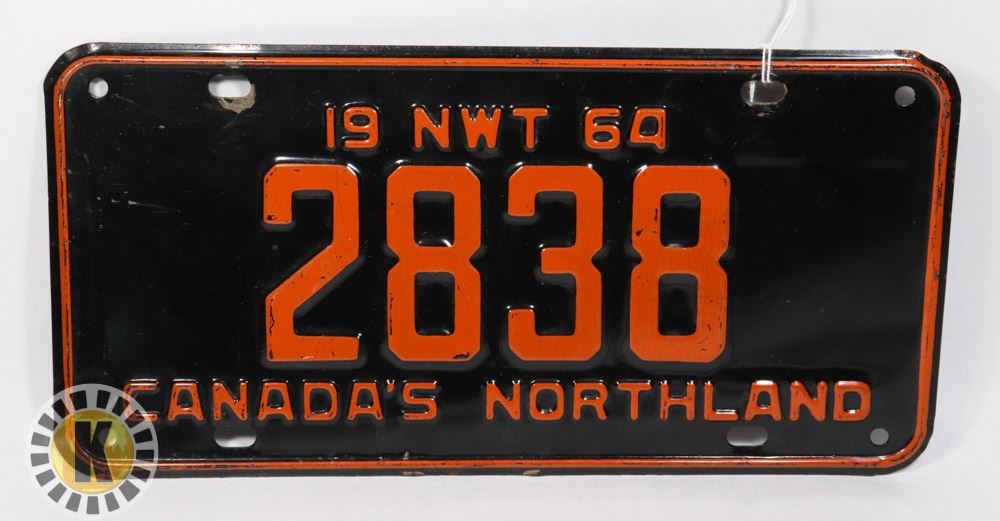 19 NWT 64
2838
CANADA'S NORTHLAND
K